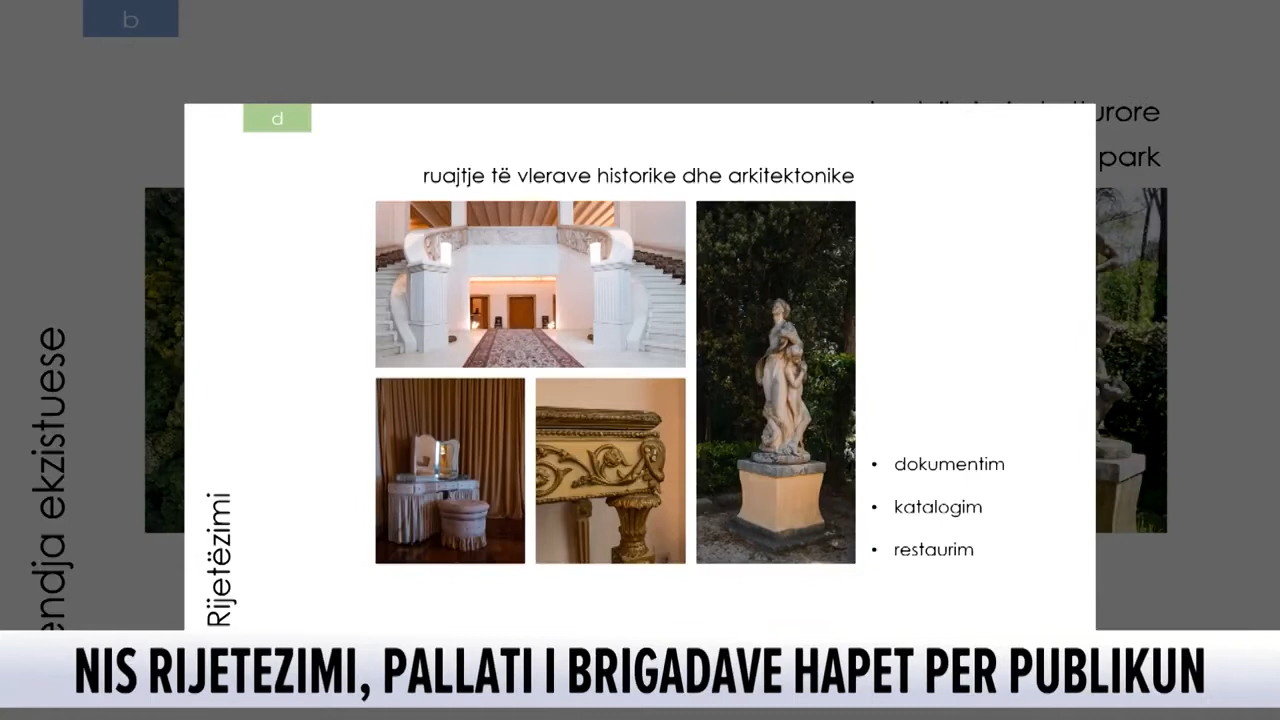 b
d
urore
park
ruajtje të vlerave historike dhe arkitektonike
• dokumentim
• katalogim
• restaurim
Rijetëzimi
endja ekzistuese
NIS RIJETEZIMI, PALLATI I BRIGADAVE HAPET PER PUBLIKUN